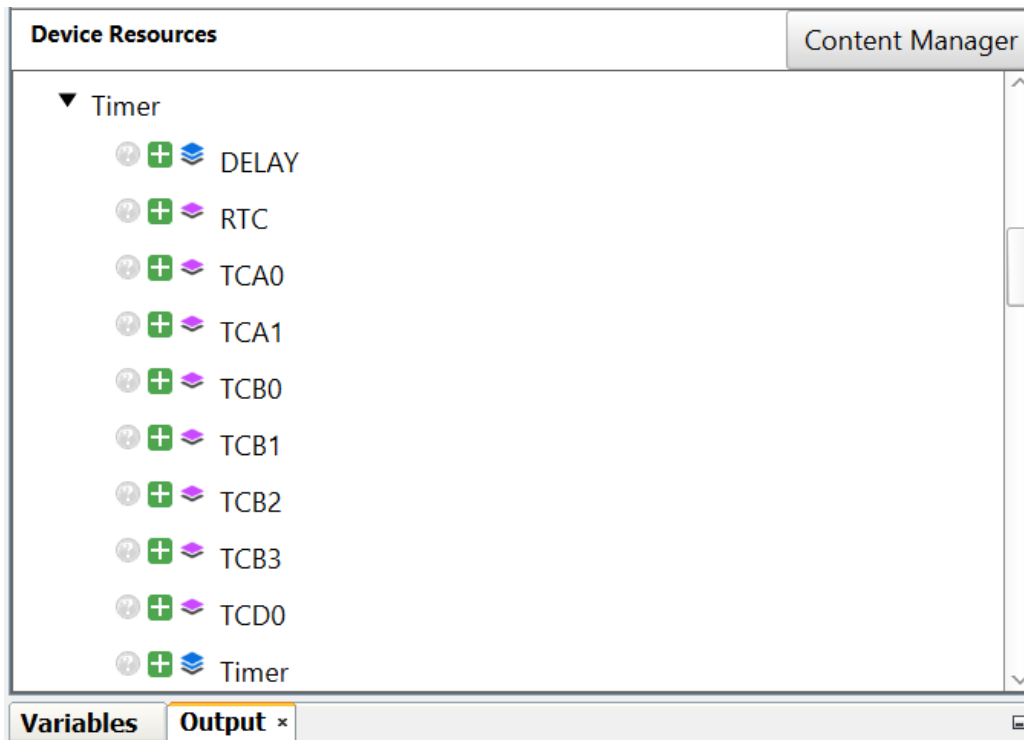 Device Resources
Content Manager
Timer
DELAY
RTC
TCA0
TCA1
TCB0
TCB1
TCB2
TCB3
TCD0
Timer
Variables
Output ×